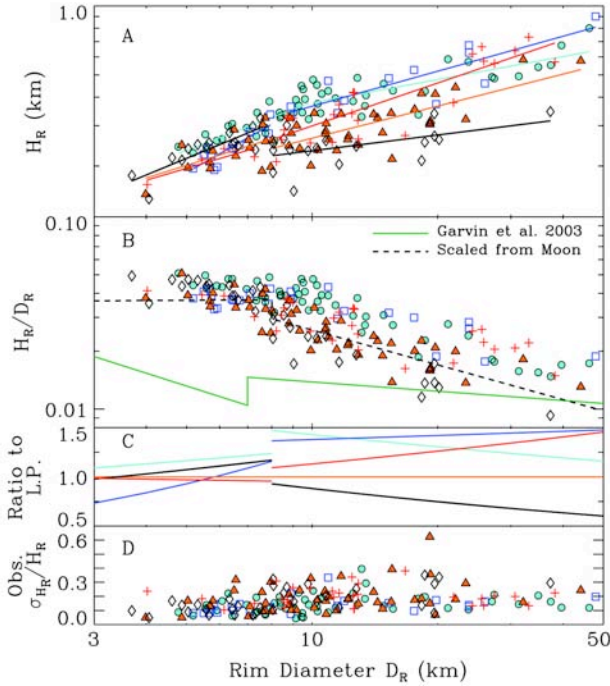 1.0
A
H_R (km)
0.10
B
Garvin et al. 2003
Scaled from Moon
H_R/D_R
0.01
1.5
C
Ratio to
L.P.
1.0
0.5
0.6
D
Obs.
σ_{H_R}/H_R
0.3
0.0
3 10 50
Rim Diameter D_R (km)